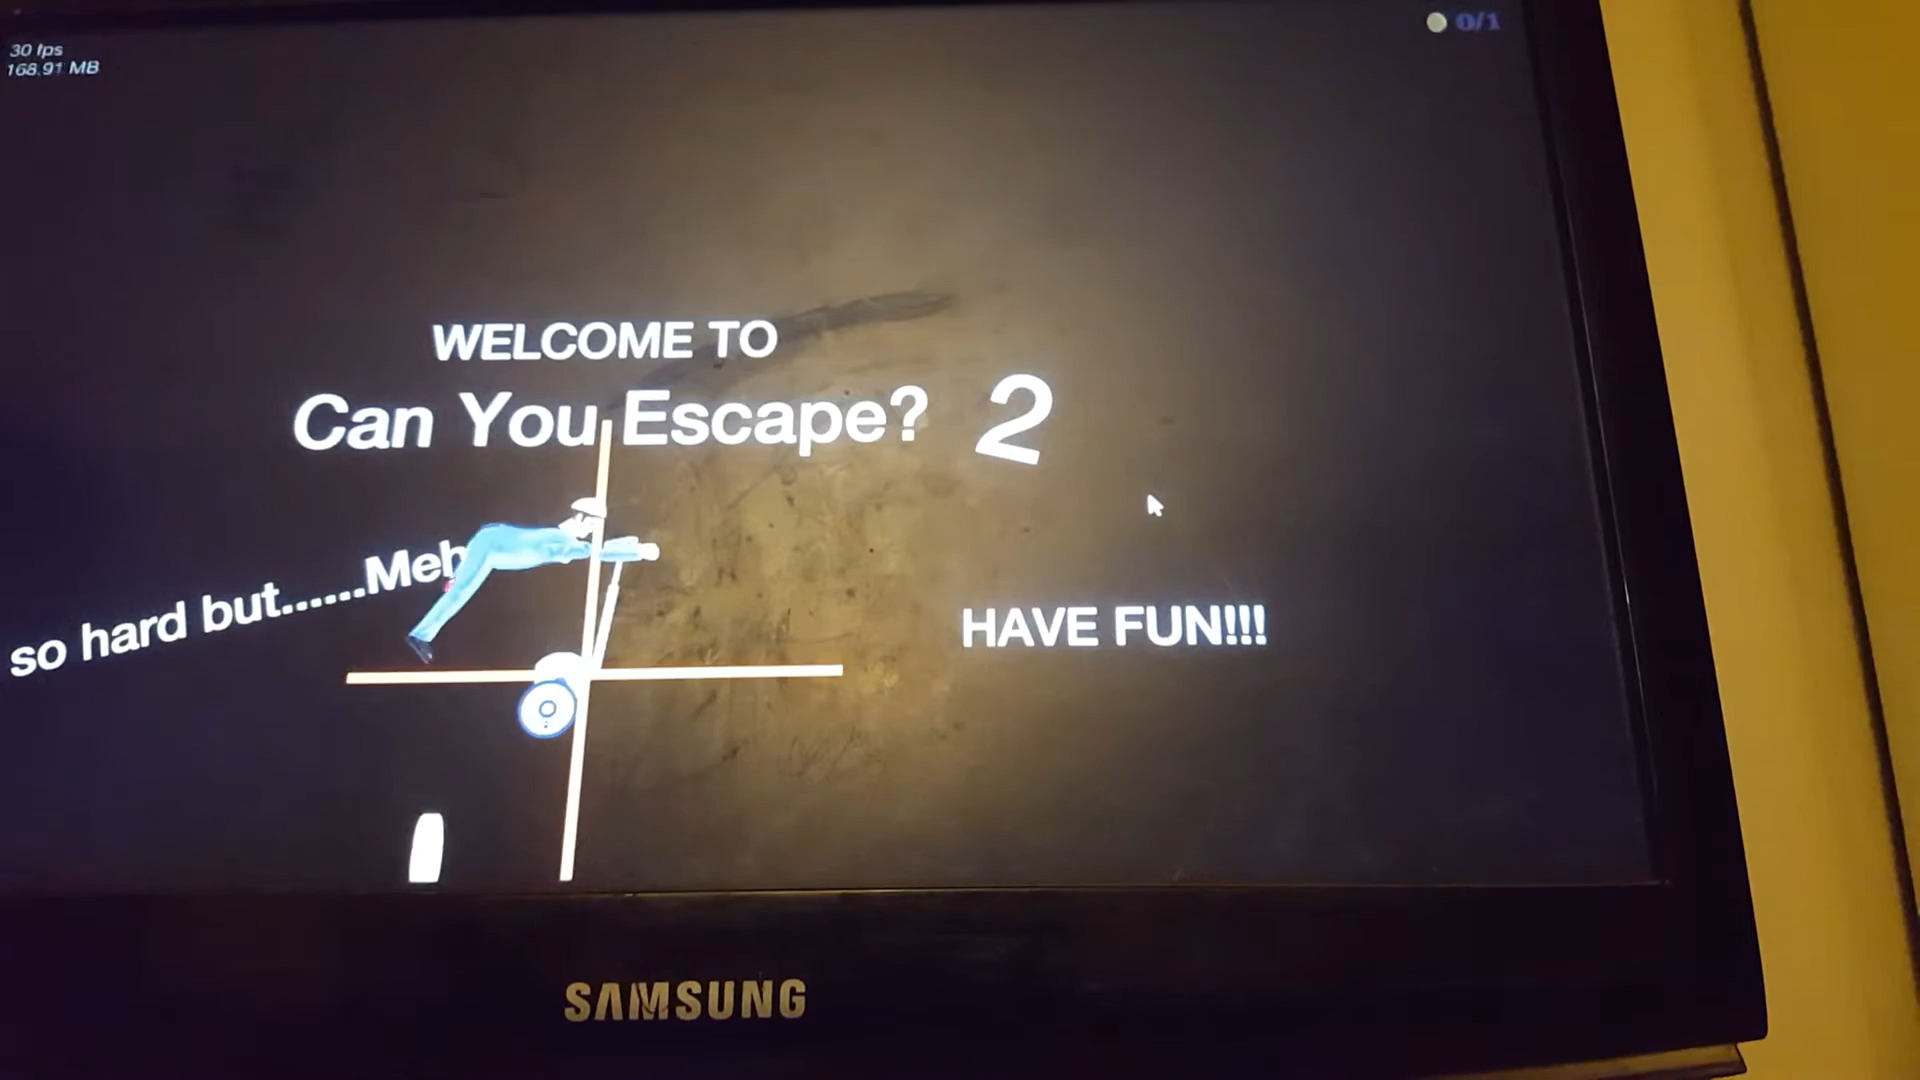 30 fps
168.91 MB
0/1
WELCOME TO
Can You Escape? 2
so hard but......Meh
HAVE FUN!!!
SAMSUNG